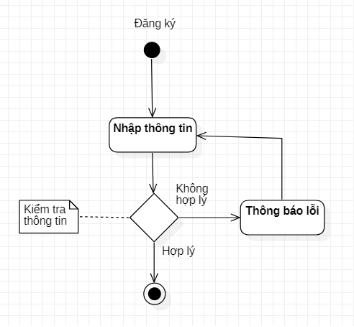 Đăng ký
Nhập thông tin
Không
hợp lý
Kiểm tra
thông tin
Thông báo lỗi
Hợp lý